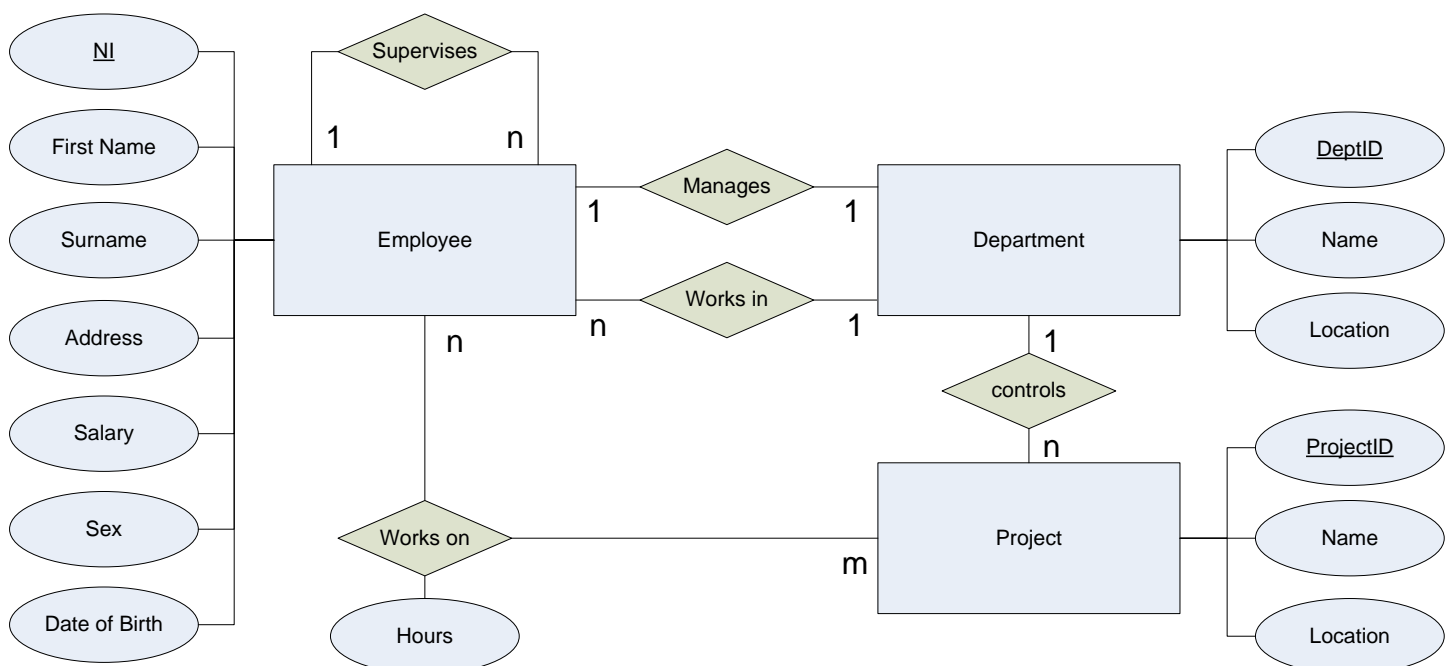 NI
Supervises
First Name
1
n
DeptID
Manages
1
1
Surname
Employee
Department
Name
Works in
n
1
Address
n
1
Location
controls
Salary
n
ProjectID
Sex
Works on
Project
Name
m
Date of Birth
Hours
Location